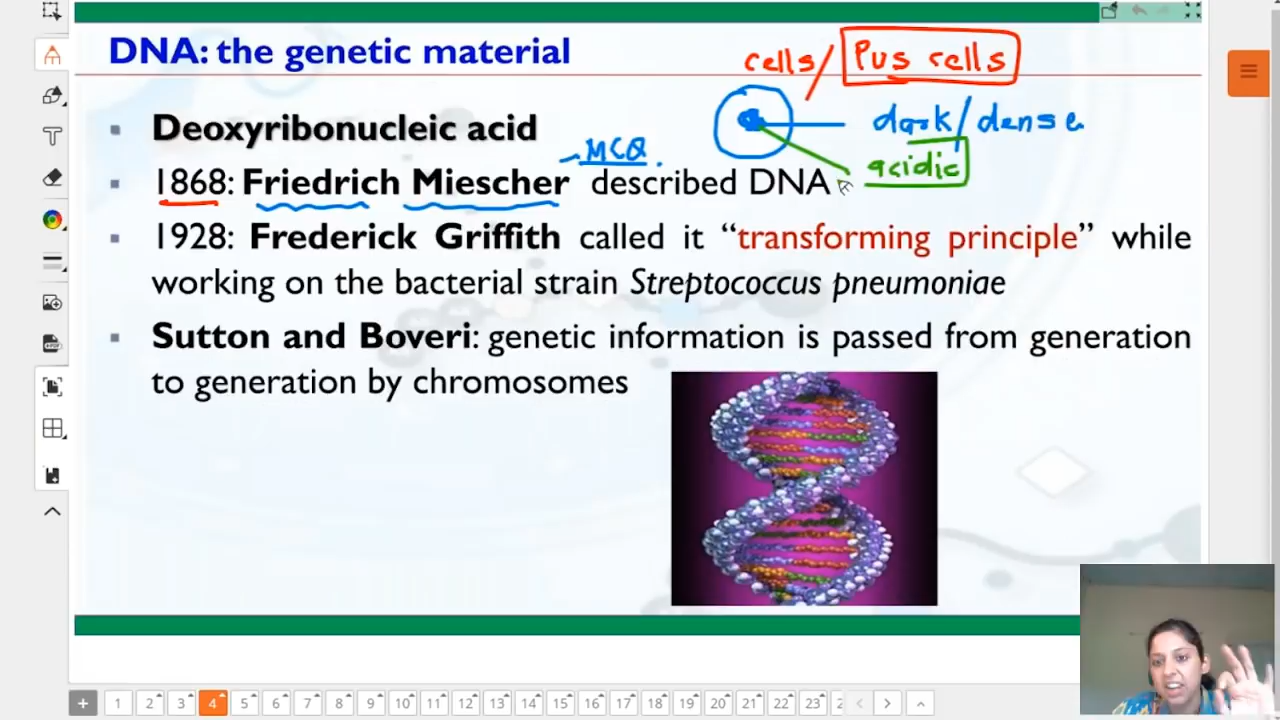 DNA: the genetic material
cells/ Pus cells
dark/dense
acidic
Deoxyribonucleic acid
MCQ
1868: Friedrich Miescher described DNA
1928: Frederick Griffith called it “transforming principle” while
working on the bacterial strain Streptococcus pneumoniae
Sutton and Boveri: genetic information is passed from generation
to generation by chromosomes
1 2 3 4 5 6 7 8 9 10 11 12 13 14 15 16 17 18 19 20 21 22 23